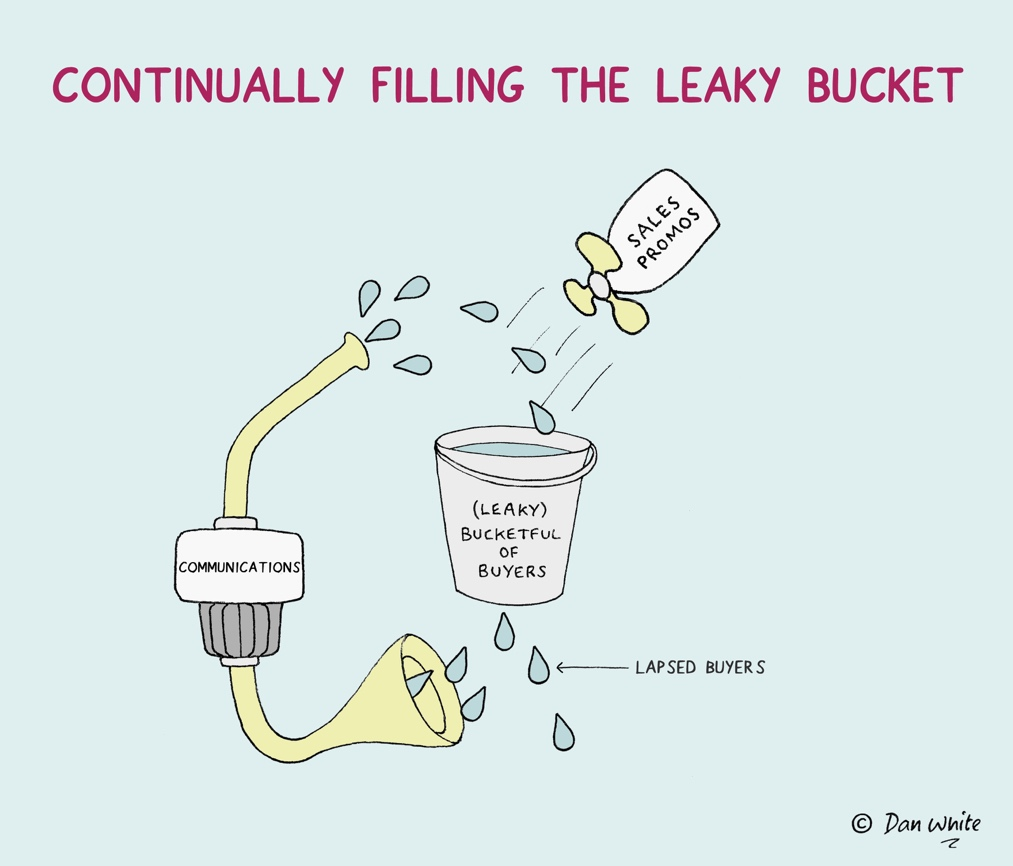 CONTINUALLY FILLING THE LEAKY BUCKET
SALES
PROMOS
(LEAKY)
BUCKETFUL
OF
BUYERS
COMMUNICATIONS
LAPSED BUYERS
© Dan White